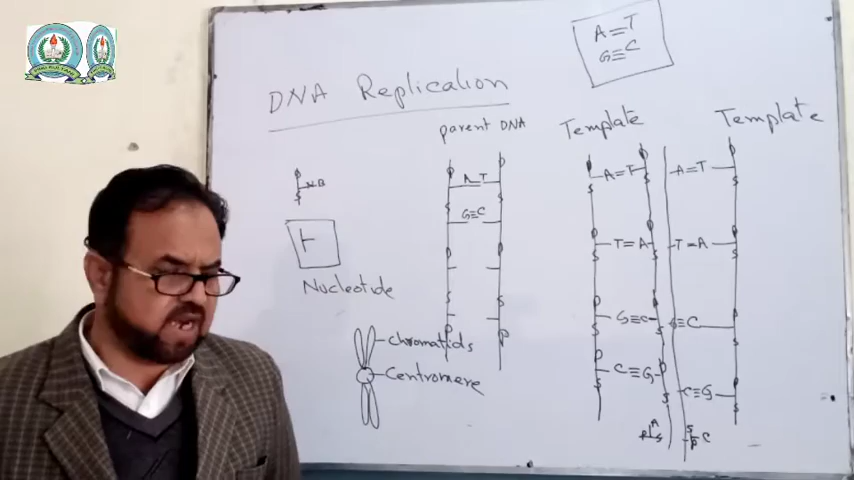 A=T
G≡C
DNA Replication
parent DNA
Template
Template
P
N.B
S
Nucleotide
Chromatids
Centromere
P A T P
S G≡C
P P
S S
P P
P A=T P
S S
T=A P
S S
P G≡C P
S S
P C≡G P
S S
A
P S
A=T P
S
T=A P
S
G≡C P
S
C≡G P
S
S
P C